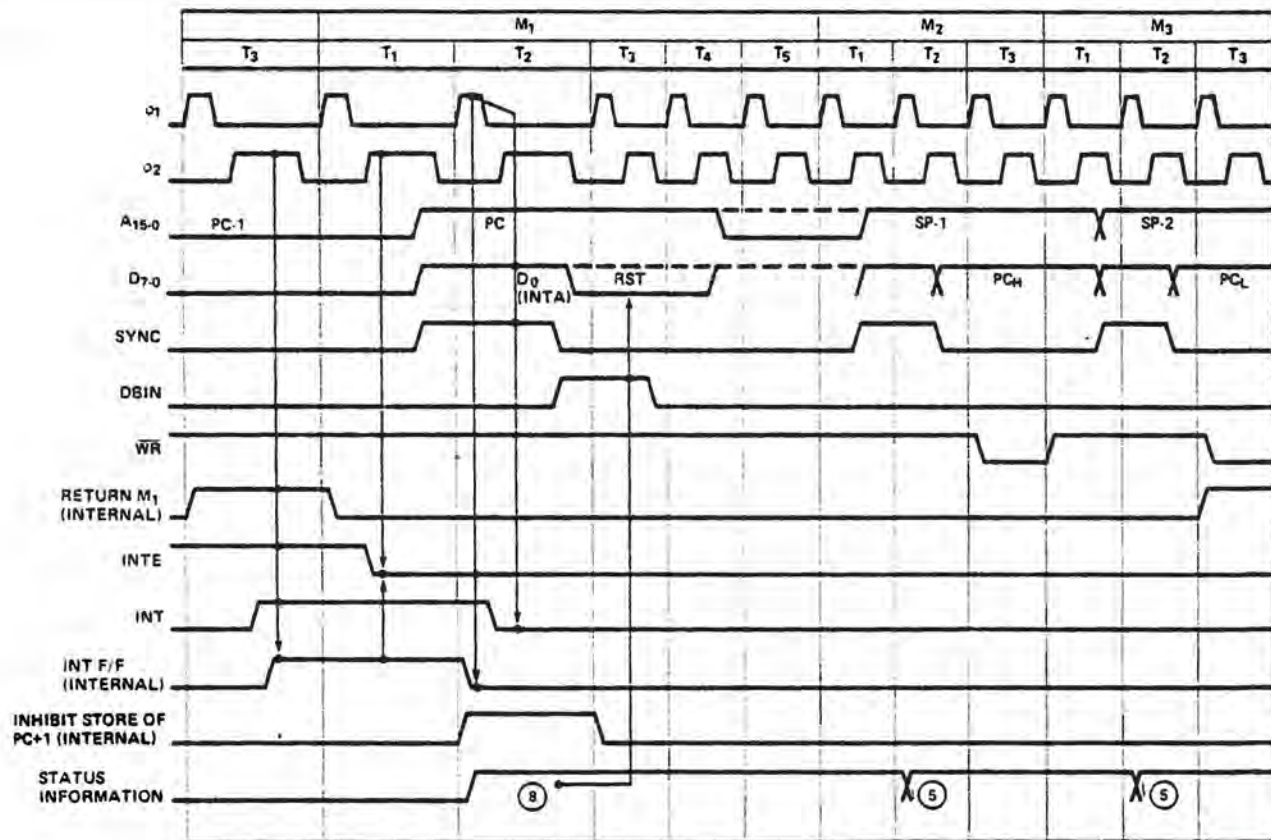 M1 M2 M3
T3 T1 T2 T3 T4 T5 T1 T2 T3 T1 T2 T3
ø1
ø2
A15-0 PC-1 PC SP-1 SP-2
D7-0 D0 RST PCH PCL
(INTA)
SYNC
DBIN
WR
RETURN M1
(INTERNAL)
INTE
INT
INT F/F
(INTERNAL)
INHIBIT STORE OF
PC+1 (INTERNAL)
STATUS
INFORMATION 8 5 5